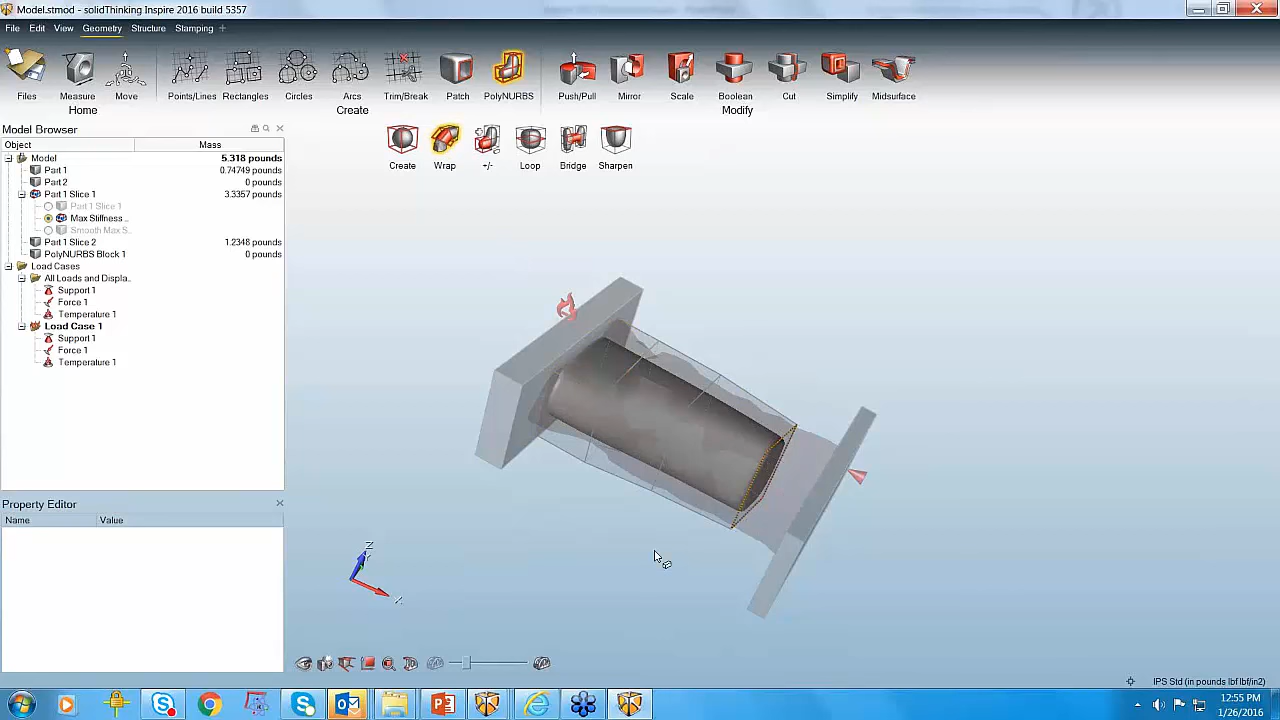 Model.stmod - solidThinking Inspire 2016 build 5357
File Edit View Geometry Structure Stamping +
Files Measure Move Points/Lines Rectangles Circles Arcs Trim/Break Patch PolyNURBS Push/Pull Mirror Scale Boolean Cut Simplify Midsurface
Home Create Modify
Model Browser
Create Wrap +/- Loop Bridge Sharpen
Object Mass
Model 5.318 pounds
Part 1 0.74749 pounds
Part 2 0 pounds
Part 1 Slice 1 3.3357 pounds
Part 1 Slice 1
Max Stiffness ..
Smooth Max S..
Part 1 Slice 2 1.2348 pounds
PolyNURBS Block 1 0 pounds
Load Cases
All Loads and Displa..
Support 1
Force 1
Temperature 1
Load Case 1
Support 1
Force 1
Temperature 1
Property Editor
Name Value
Z
X
IPS Std (in pounds lbf lbf/in2)
12:55 PM
1/26/2016